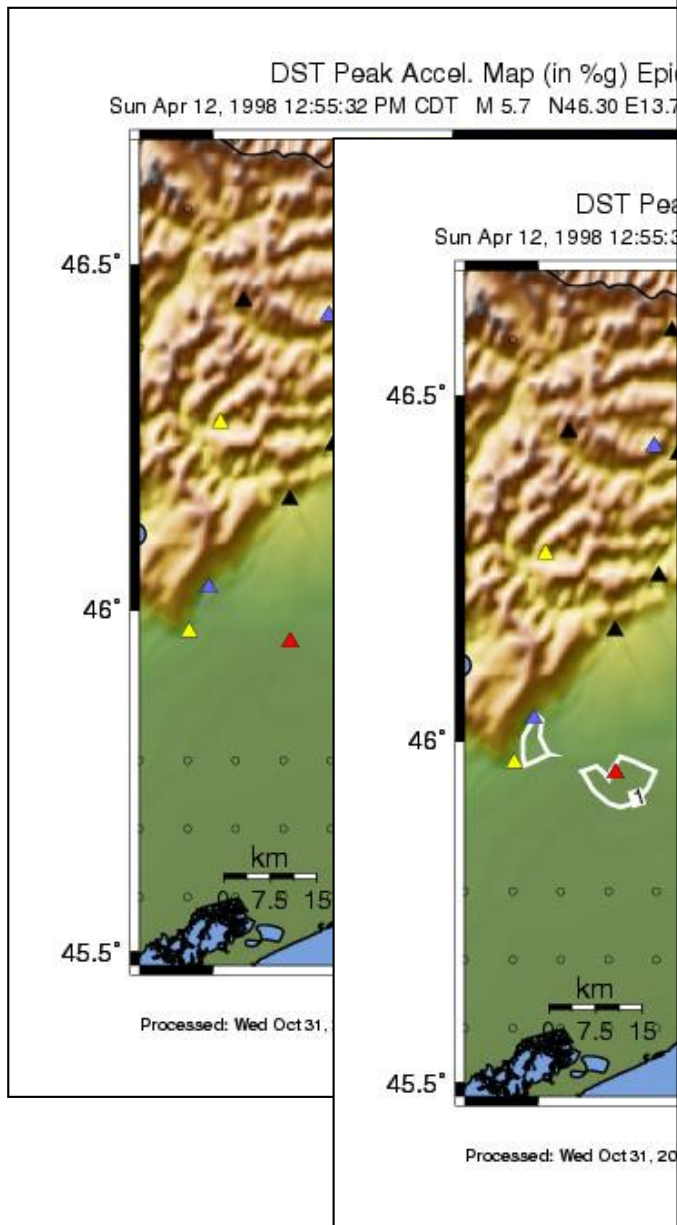 DST Peak Accel. Map (in %g) Epi
Sun Apr 12, 1998 12:55:32 PM CDT M 5.7 N46.30 E13.7
46.5°
46°
km
0 7.5 15
45.5°
Processed: Wed Oct 31,
DST Pea
Sun Apr 12, 1998 12:55:3
46.5°
46°
1
km
0 7.5 15
45.5°
Processed: Wed Oct 31, 20